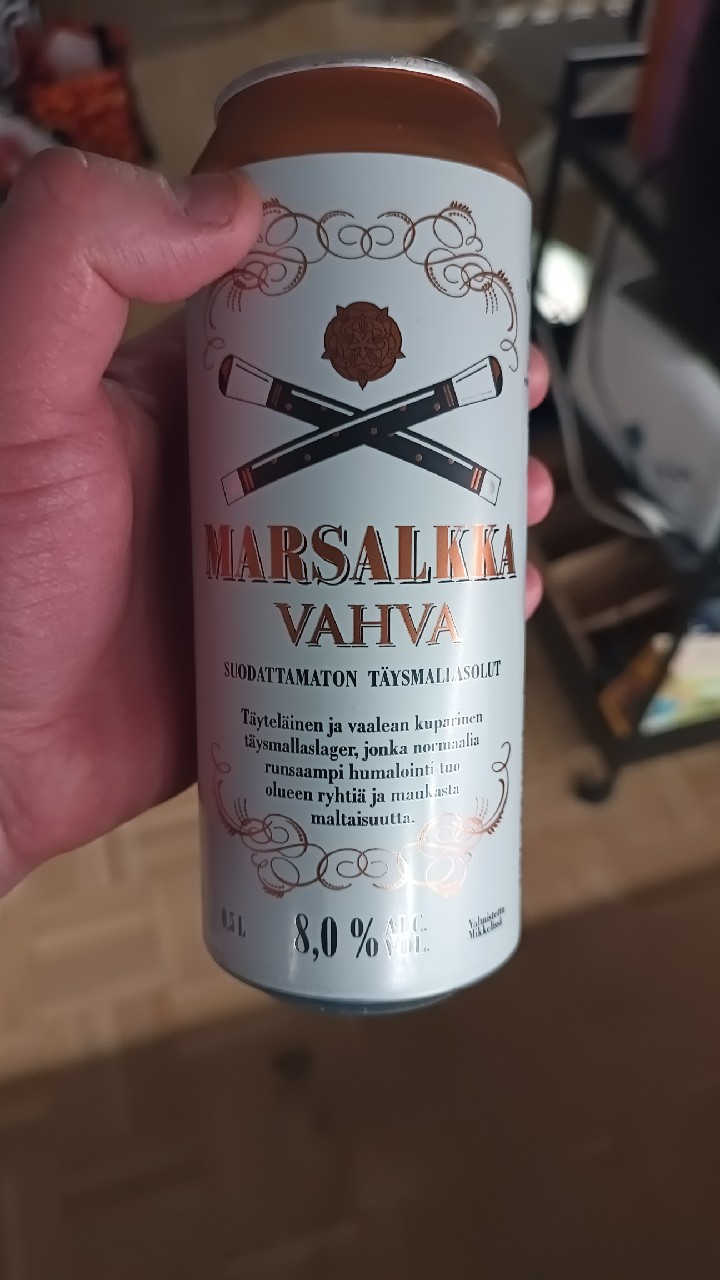 MARSALKKA
VAHVA
SUODATTAMATON TÄYSMALLASOLUT
Täyteläinen ja vaalean kuparinen
täysmallaslager, jonka normaalia
runsaampi humalointi tuo
olueen ryhtiä ja maukasta
maltaisuutta.
0,5 L
8,0 % ALC.
VOL.
Valmistettu
Mikkelissä